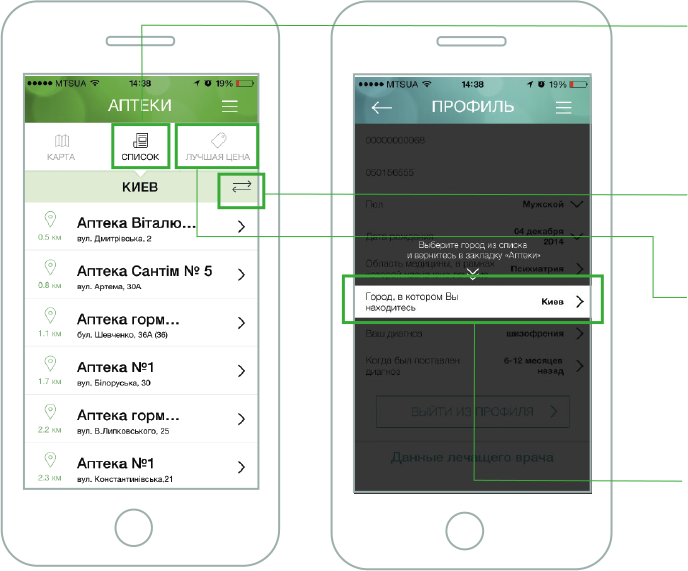 MTSUA 14:38 19%
АПТЕКИ
КАРТА СПИСОК ЛУЧШАЯ ЦЕНА
КИЕВ
Аптека Віталю...
0.5 км вул. Дмитрівська, 2
Аптека Сантім № 5
0.8 км вул. Артема, 30А
Аптека горм...
1.1 км бул. Шевченко, 36А (36)
Аптека №1
1.7 км вул. Білоруська, 30
Аптека горм...
2.2 км вул. В.Липковського, 25
Аптека №1
2.3 км вул. Константинівська,21
MTSUA 14:38 19%
ПРОФИЛЬ
00000000068
050156555
Пол Мужской
Дата рождения 04 декабря
2014
Выберите город из списка
и вернитесь в закладку «Аптеки»
Область медицины, в рамках
Психиатрия
Город, в котором Вы
находитесь
Киев
Ваш диагноз шизофрения
Когда был поставлен
диагноз
6-12 месяцев
назад
ВЫЙТИ ИЗ ПРОФИЛЯ
Данные лечащего врача